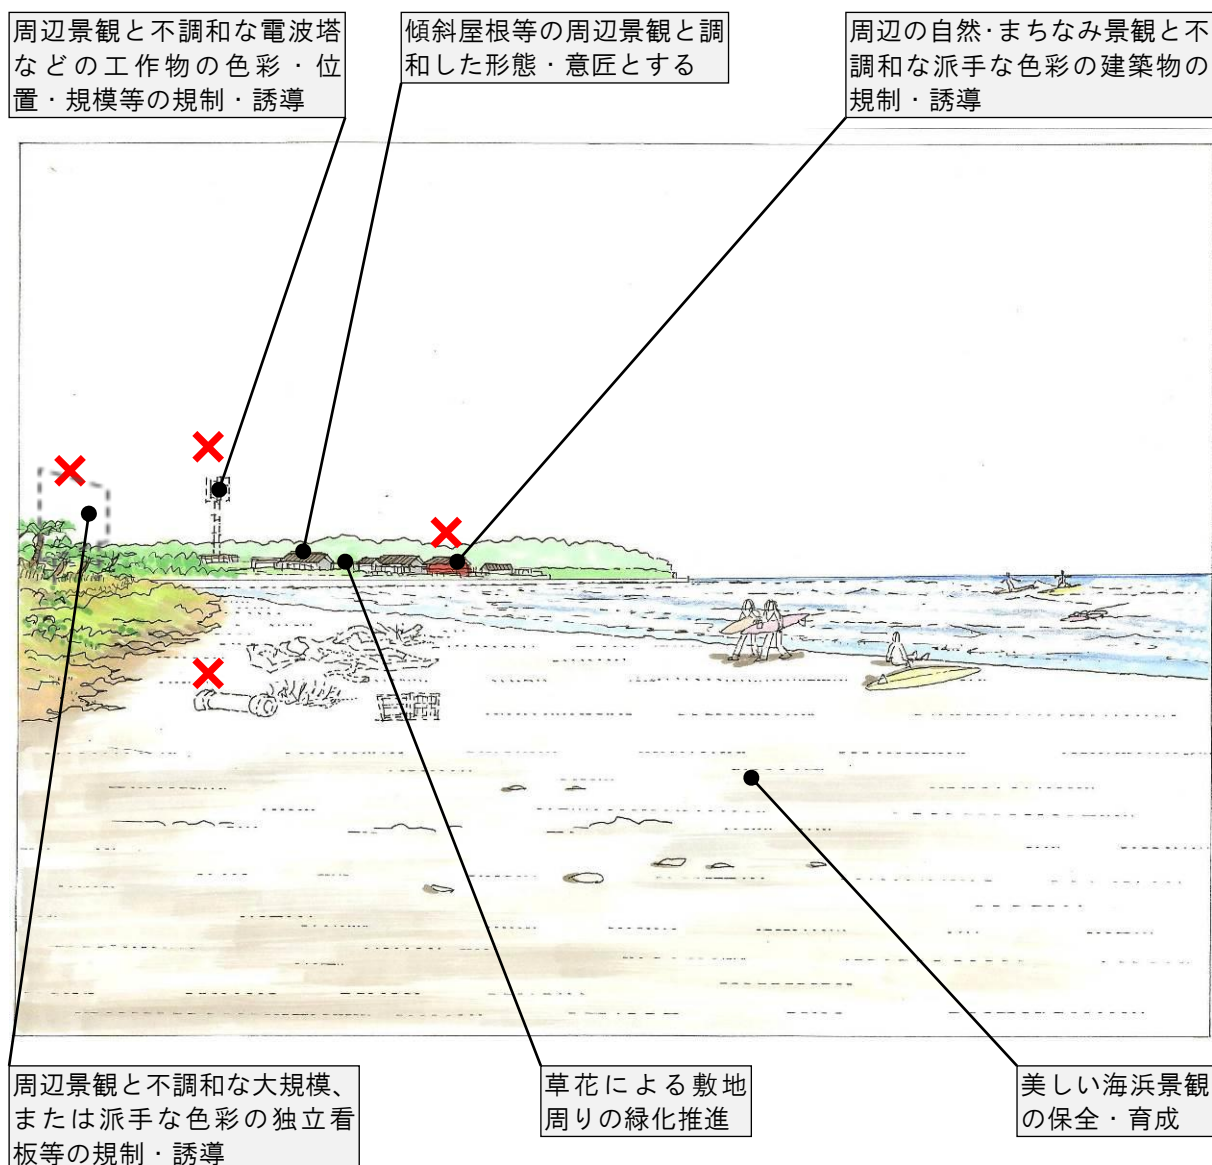 周辺景観と不調和な電波塔
などの工作物の色彩・位
置・規模等の規制・誘導
傾斜屋根等の周辺景観と調
和した形態・意匠とする
周辺の自然・まちなみ景観と不
調和な派手な色彩の建築物の
規制・誘導
周辺景観と不調和な大規模、
または派手な色彩の独立看
板等の規制・誘導
草花による敷地
周りの緑化推進
美しい海浜景観
の保全・育成